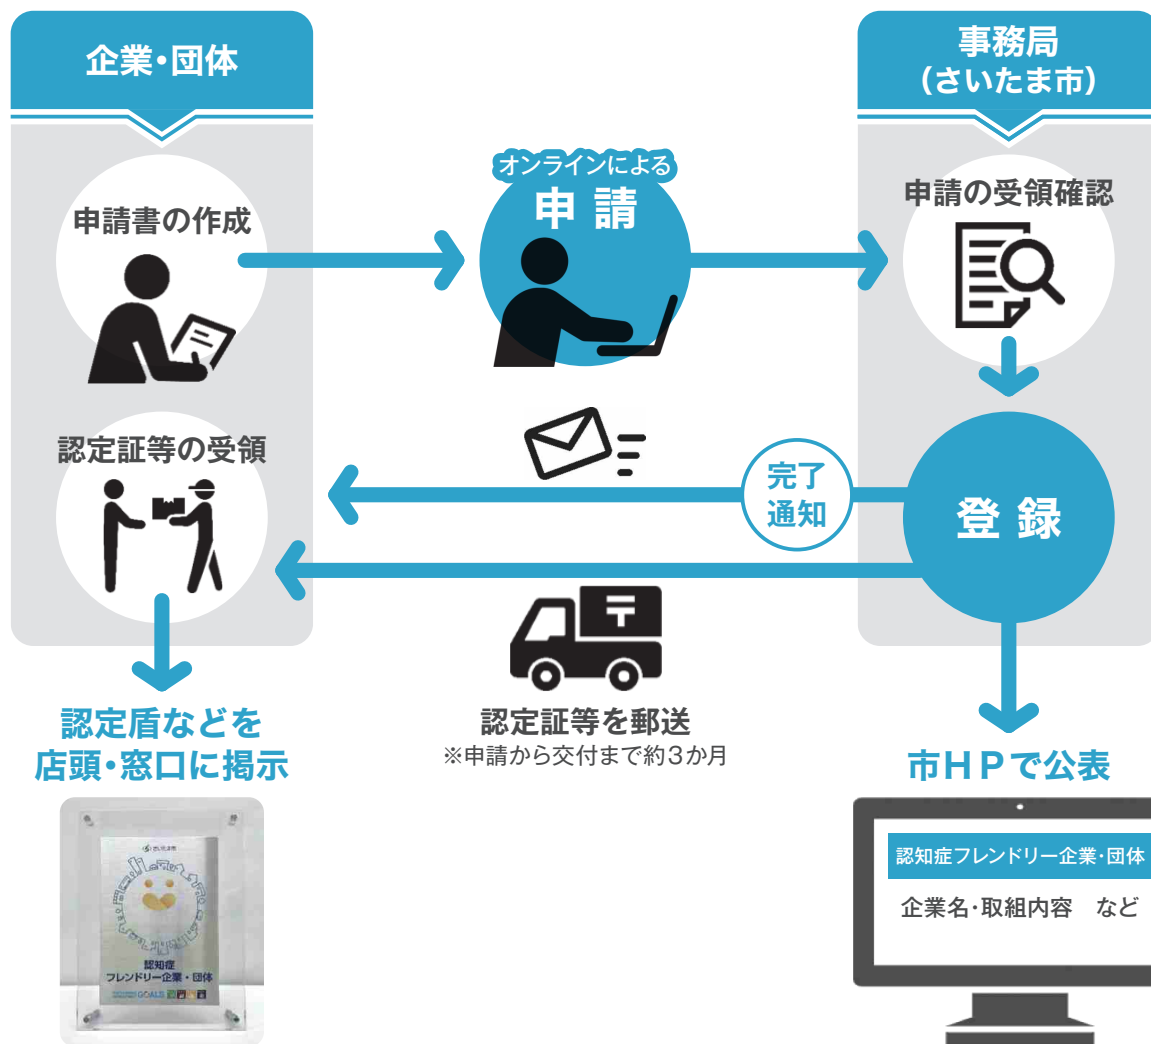 企業・団体
事務局
（さいたま市）
申請書の作成
オンラインによる
申請
申請の受領確認
認定証等の受領
完了
通知
登録
〒
認定証等を郵送
※申請から交付まで約3か月
認定盾などを
店頭・窓口に掲示
市HPで公表
さいたま市
認知症
フレンドリー企業・団体
GOALS
認知症フレンドリー企業・団体
企業名・取組内容　など